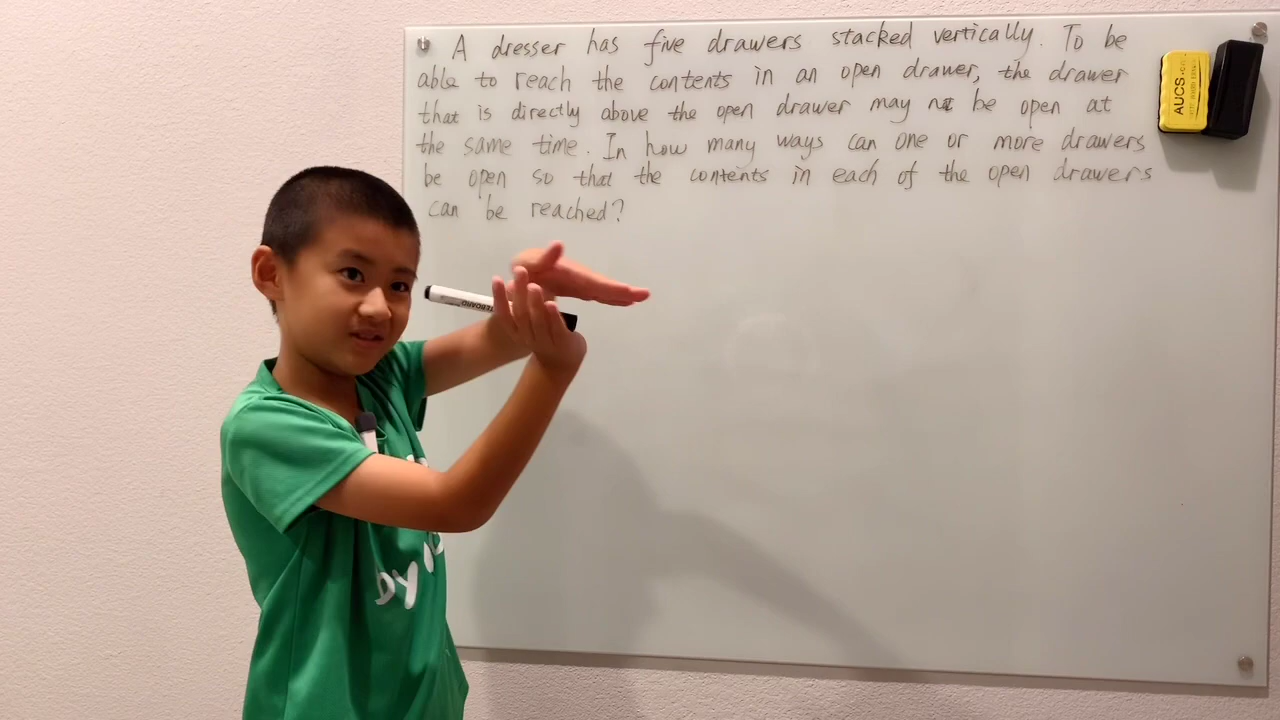 A dresser has five drawers stacked vertically. To be
able to reach the contents in an open drawer, the drawer
that is directly above the open drawer may not be open at
the same time. In how many ways can one or more drawers
be open so that the contents in each of the open drawers
can be reached?
AUCS
by